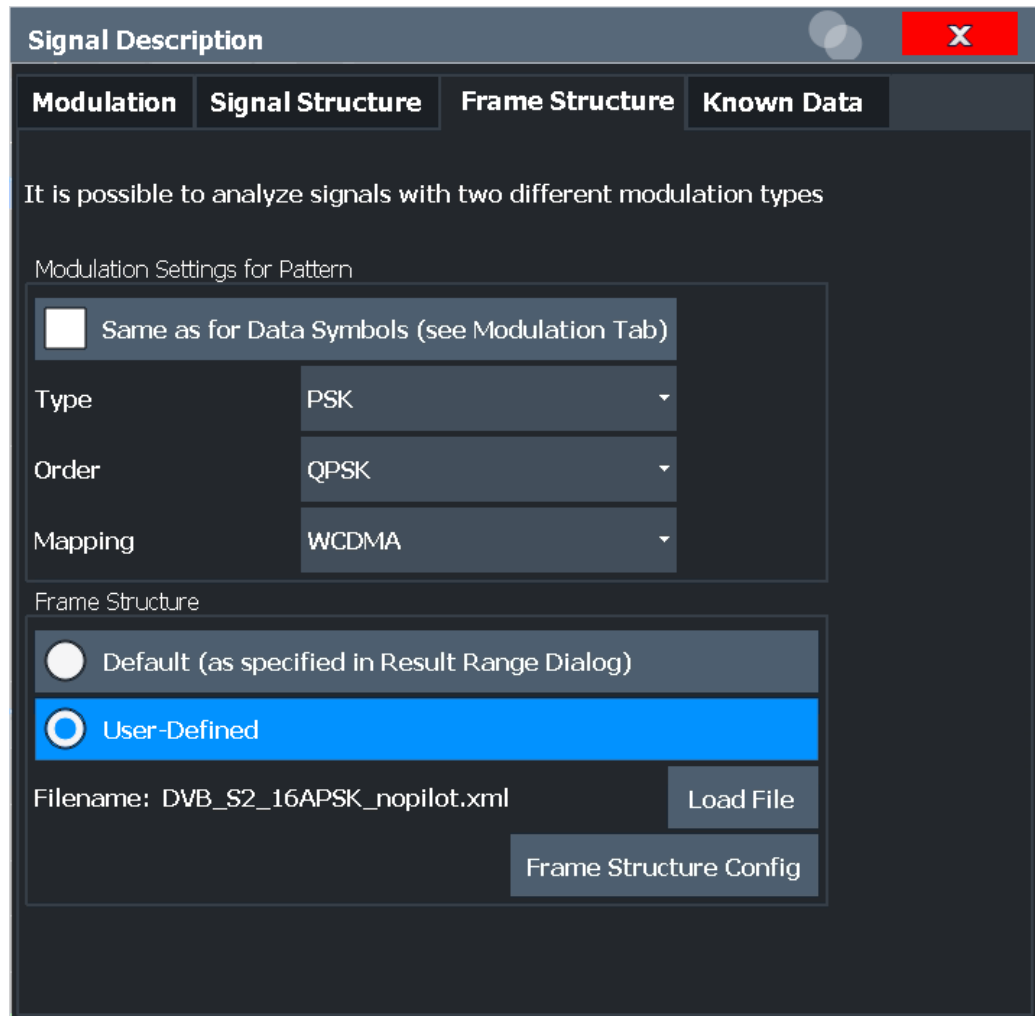 Signal Description
X
Modulation Signal Structure Frame Structure Known Data
It is possible to analyze signals with two different modulation types
Modulation Settings for Pattern
Same as for Data Symbols (see Modulation Tab)
Type PSK
Order QPSK
Mapping WCDMA
Frame Structure
Default (as specified in Result Range Dialog)
User-Defined
Filename: DVB_S2_16APSK_nopilot.xml Load File
Frame Structure Config